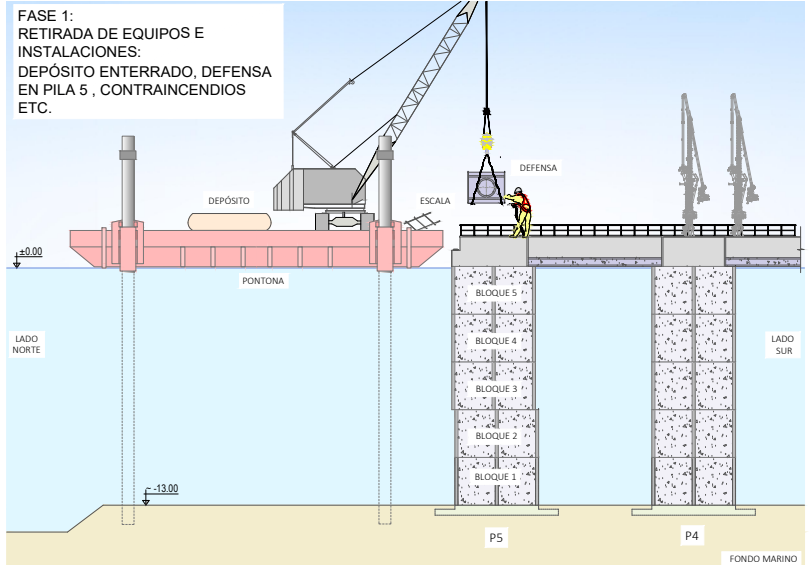 FASE 1:
RETIRADA DE EQUIPOS E
INSTALACIONES:
DEPÓSITO ENTERRADO, DEFENSA
EN PILA 5 , CONTRAINCENDIOS
ETC.
DEFENSA
DEPÓSITO
ESCALA
±0.00
PONTONA
BLOQUE 5
LADO
NORTE
BLOQUE 4
LADO
SUR
BLOQUE 3
BLOQUE 2
BLOQUE 1
~ -13.00
P5
P4
FONDO MARINO